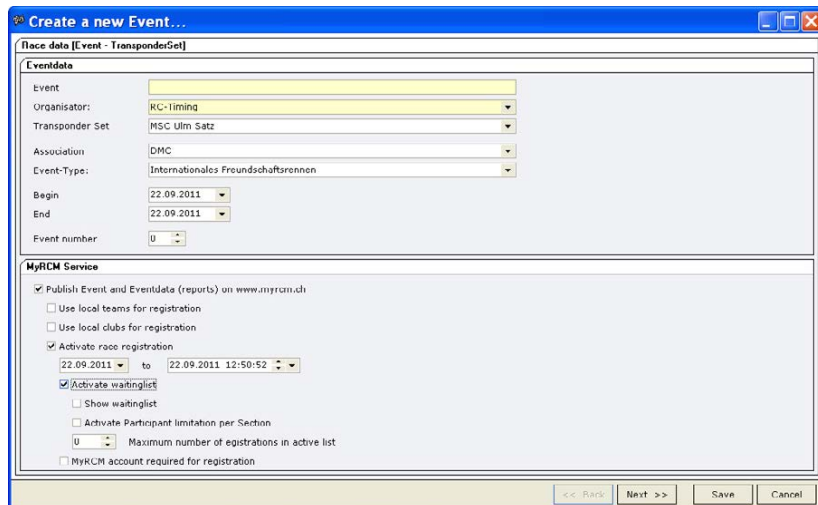 Create a new Event...
Race data [Event - TransponderSet]
Eventdata
Event
Organisator: RC-Timing
Transponder Set MSC Ulm Satz
Association DMC
Event-Type: Internationales Freundschaftsrennen
Begin 22.09.2011
End 22.09.2011
Event number 0
MyRCM Service
Publish Event and Eventdata (reports) on www.myrcm.ch
Use local teams for registration
Use local clubs for registration
Activate race registration
22.09.2011 to 22.09.2011 12:50:52
Activate waitinglist
Show waitinglist
Activate Participant limitation per Section
0 Maximum number of egistrations in active list
MyRCM account required for registration
<< Back Next >> Save Cancel